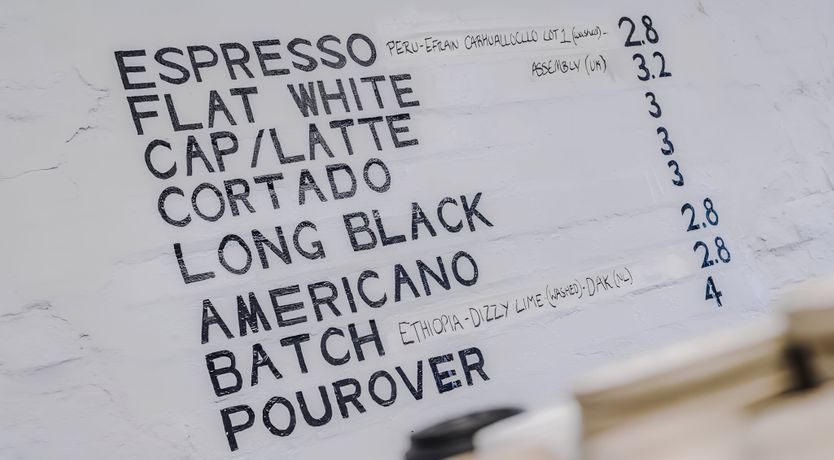 ESPRESSO PERU-EFRAIN CARHUALLOCLLO LOT 1 (washed)- 2.8
ASSEMBLY (UK)
FLAT WHITE 3.2
CAP/LATTE 3
CORTADO 3
LONG BLACK 3
AMERICANO 2.8
BATCH ETHIOPIA-DIZZY LIME (WASHED)-DAK (NL) 2.8
POUROVER 4